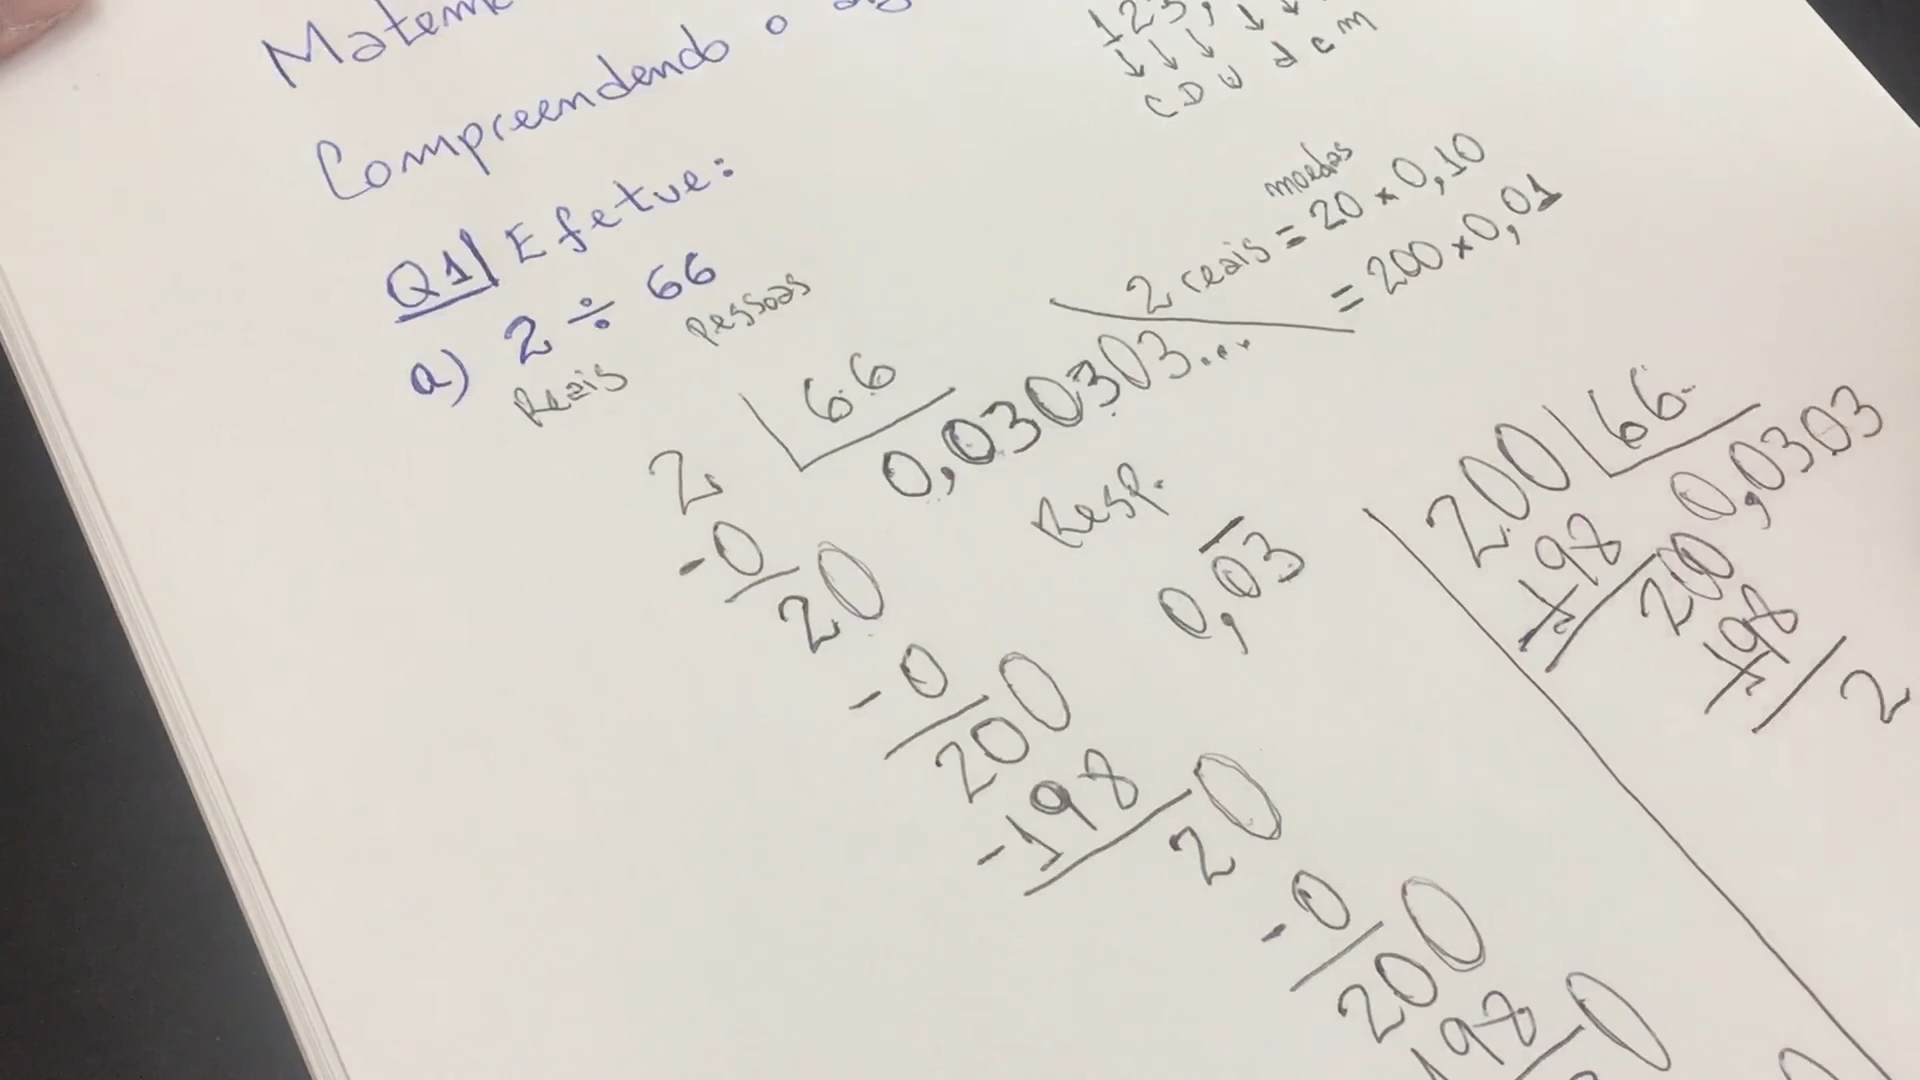 Compreendendo o
Q1) Efetue:
a) 2 ÷ 66
Reais pessoas
C D U d c m
moedas
2 reais = 20 × 0,10
= 200 × 0,01
2 66
0,030303...
-0
20
-0
200
-198
20
-0
200
198 0
Resp.
0,03
200 66
-198 0,0303
200
-198
2